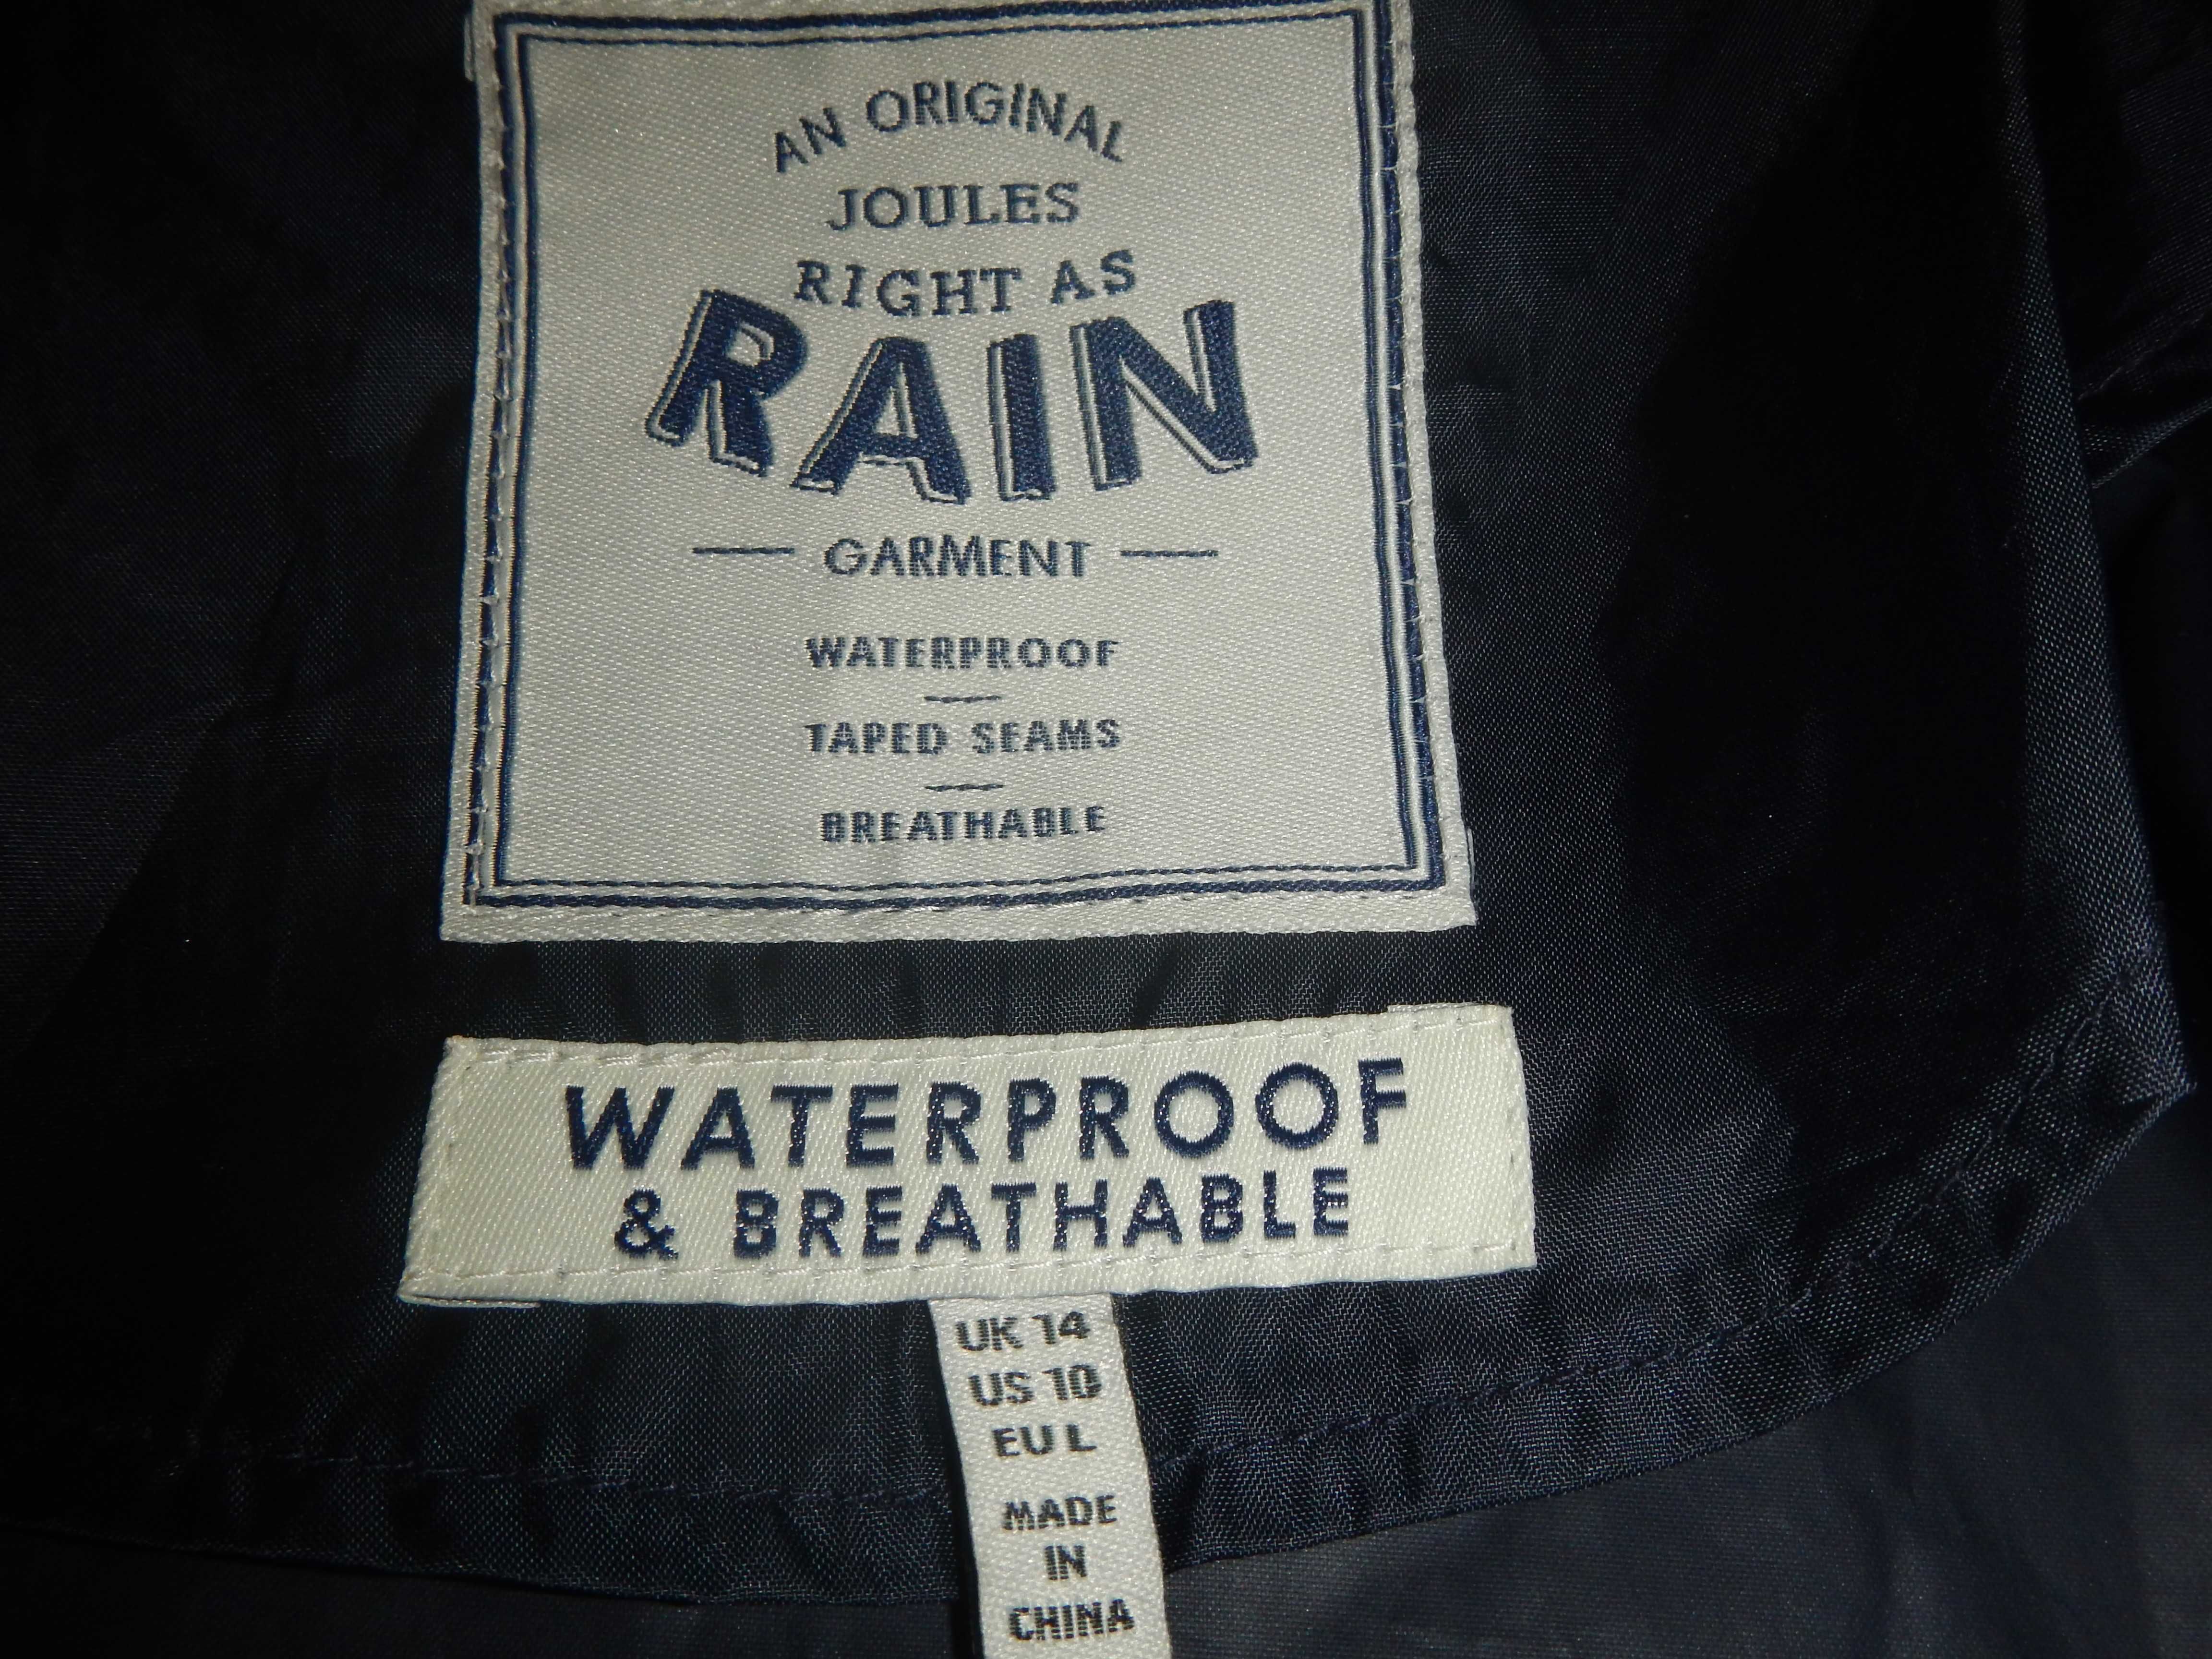 AN ORIGINAL
JOULES
RIGHT AS
RAIN
GARMENT
WATERPROOF
TAPED SEAMS
BREATHABLE
WATERPROOF
& BREATHABLE
UK 14
US 10
EU L
MADE
IN
CHINA